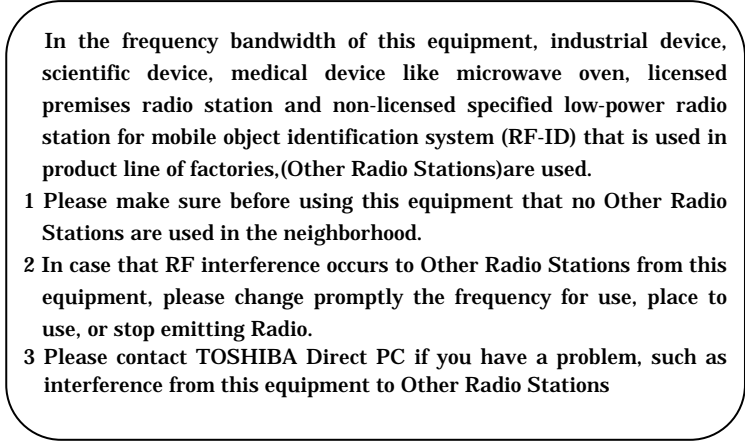 In the frequency bandwidth of this equipment, industrial device,
scientific device, medical device like microwave oven, licensed
premises radio station and non-licensed specified low-power radio
station for mobile object identification system (RF-ID) that is used in
product line of factories,(Other Radio Stations)are used.
1 Please make sure before using this equipment that no Other Radio
Stations are used in the neighborhood.
2 In case that RF interference occurs to Other Radio Stations from this
equipment, please change promptly the frequency for use, place to
use, or stop emitting Radio.
3 Please contact TOSHIBA Direct PC if you have a problem, such as
interference from this equipment to Other Radio Stations